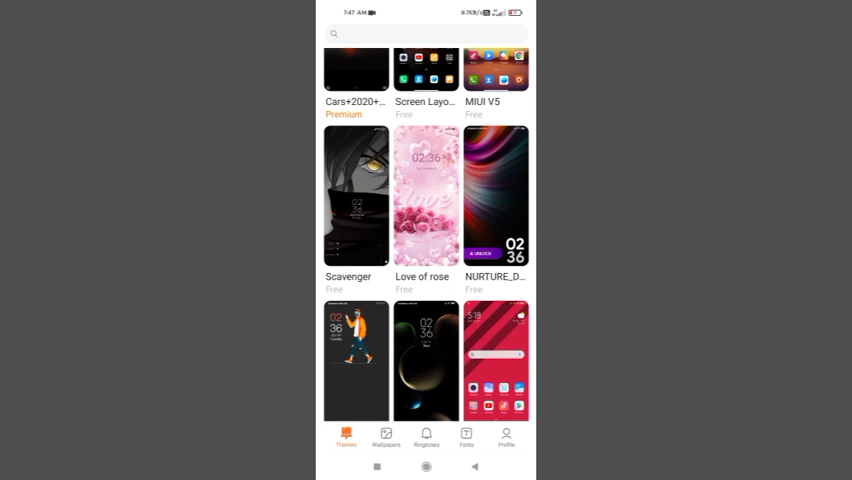 7:47 AM
9.7KB/s
Cars+2020+...
Screen Layo...
MIUI V5
Premium
Free
Free
02:36
love
02
36
UNLOCK
02
36
Scavenger
Love of rose
NURTURE_D...
Free
Free
Free
02
36
02
36
5:18
Themes
Wallpapers
Ringtones
Fonts
Profile